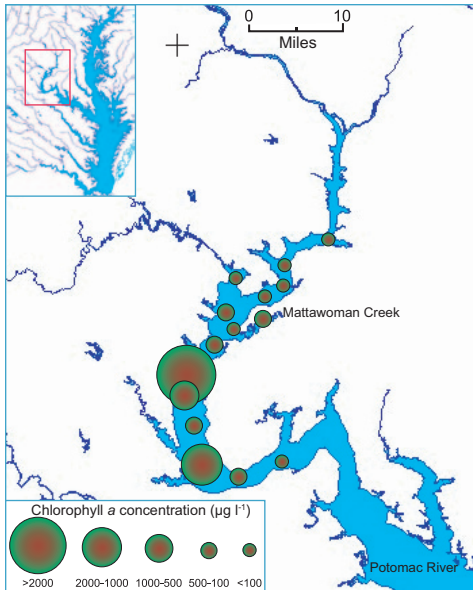 0 10
Miles
Mattawoman Creek
Chlorophyll a concentration (µg l-1)
>2000 2000-1000 1000-500 500-100 <100
Potomac River